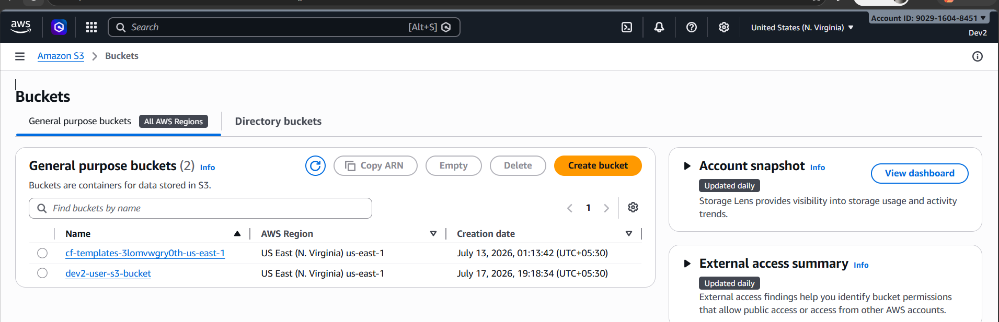 aws
Search
[Alt+S]
United States (N. Virginia) ▼
Account ID: 9029-1604-8451 ▼
Dev2
Amazon S3 > Buckets
Buckets
General purpose buckets All AWS Regions
Directory buckets
General purpose buckets (2) Info
Copy ARN
Empty
Delete
Create bucket
Buckets are containers for data stored in S3.
Find buckets by name
1
Name AWS Region Creation date
cf-templates-3lomvwgry0th-us-east-1 US East (N. Virginia) us-east-1 July 13, 2026, 01:13:42 (UTC+05:30)
dev2-user-s3-bucket US East (N. Virginia) us-east-1 July 17, 2026, 19:18:34 (UTC+05:30)
Account snapshot Info
View dashboard
Updated daily
Storage Lens provides visibility into storage usage and activity
trends.
External access summary Info
Updated daily
External access findings help you identify bucket permissions
that allow public access or access from other AWS accounts.